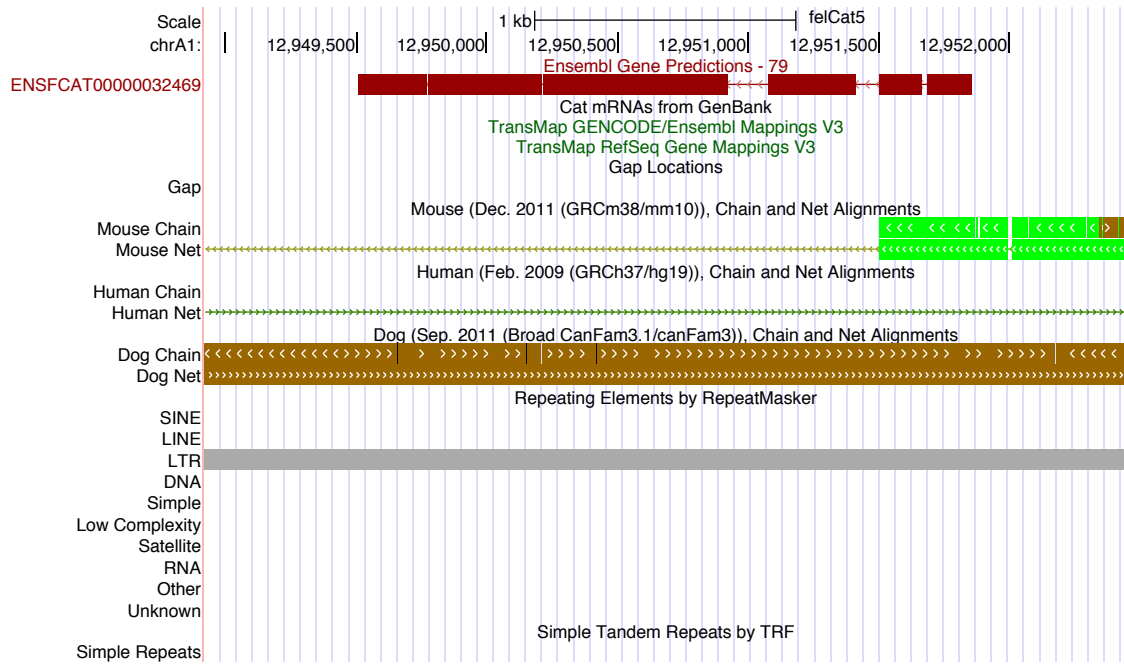 Scale 1 kb felCat5
chrA1: 12,949,500 12,950,000 12,950,500 12,951,000 12,951,500 12,952,000
Ensembl Gene Predictions - 79
ENSFCAT00000032469
Cat mRNAs from GenBank
TransMap GENCODE/Ensembl Mappings V3
TransMap RefSeq Gene Mappings V3
Gap Locations
Gap
Mouse (Dec. 2011 (GRCm38/mm10)), Chain and Net Alignments
Mouse Chain
Mouse Net
Human (Feb. 2009 (GRCh37/hg19)), Chain and Net Alignments
Human Chain
Human Net
Dog (Sep. 2011 (Broad CanFam3.1/canFam3)), Chain and Net Alignments
Dog Chain
Dog Net
Repeating Elements by RepeatMasker
SINE
LINE
LTR
DNA
Simple
Low Complexity
Satellite
RNA
Other
Unknown
Simple Tandem Repeats by TRF
Simple Repeats